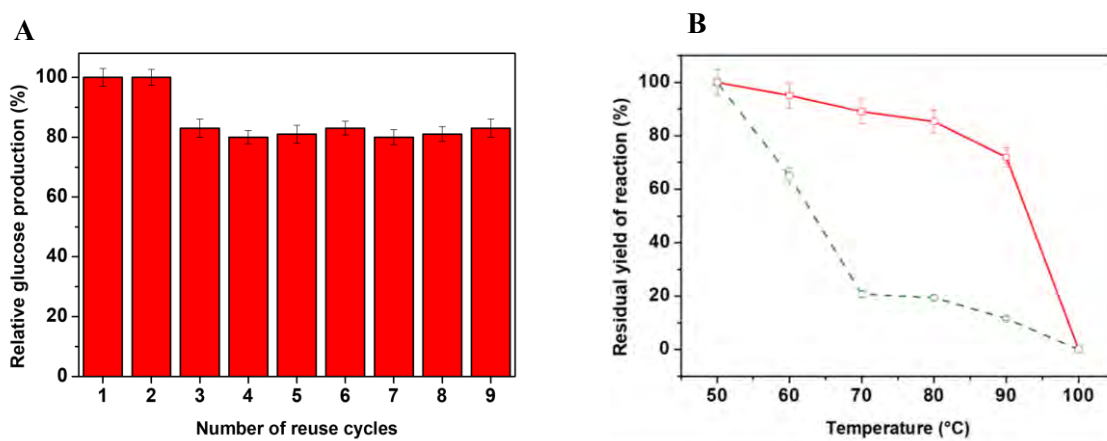 A
Relative glucose production (%)
100
80
60
40
20
0
1 2 3 4 5 6 7 8 9
Number of reuse cycles
B
Residual yield of reaction (%)
100
80
60
40
20
0
50 60 70 80 90 100
Temperature (°C)